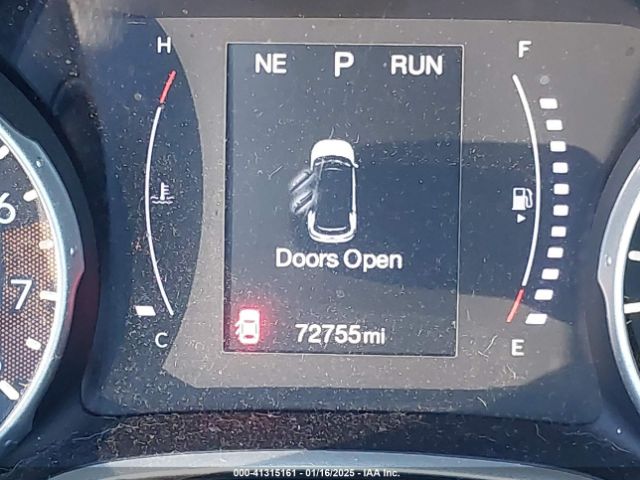 H
NE P RUN
F
6
7
Doors Open
72755mi
C
E
000-41315161 - 01/16/2025 - IAA Inc.